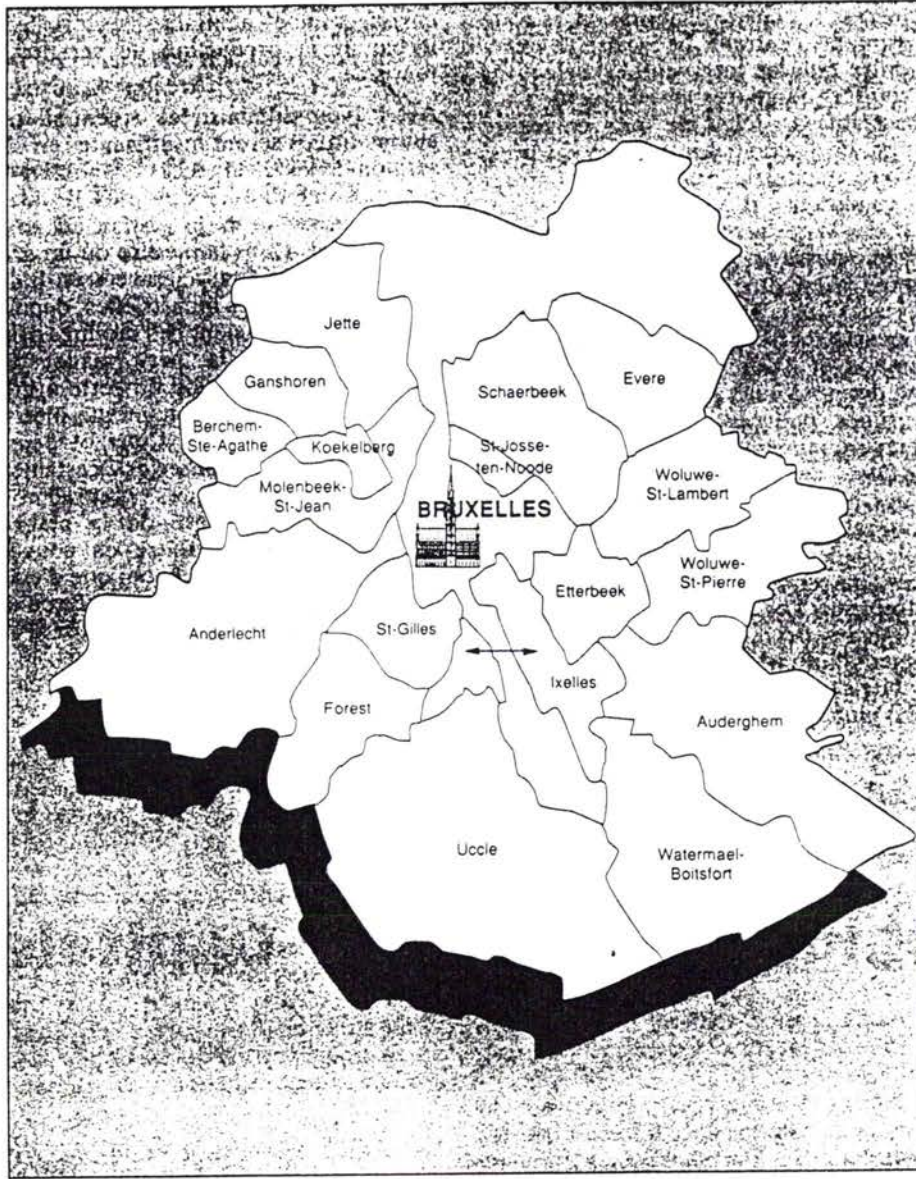 Jette
Ganshoren
Schaerbeek
Evere
Berchem-
Ste-Agathe
Koekelberg
St-Josse-
ten-Noode
Molenbeek-
St-Jean
Woluwe-
St-Lambert
BRUXELLES
Woluwe-
St-Pierre
Etterbeek
Anderlecht
St-Gilles
Ixelles
Forest
Auderghem
Uccle
Watermael-
Boitsfort